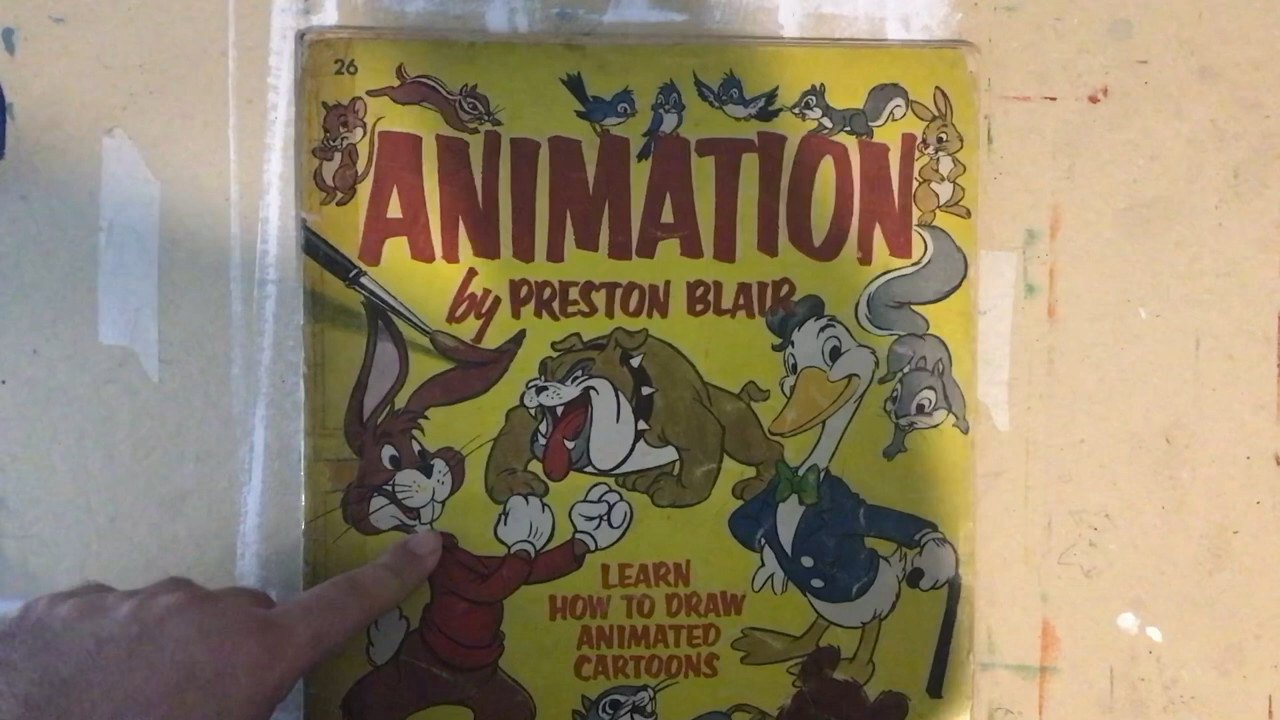 26
ANIMATION
by PRESTON BLAIR
LEARN
HOW TO DRAW
ANIMATED
CARTOONS